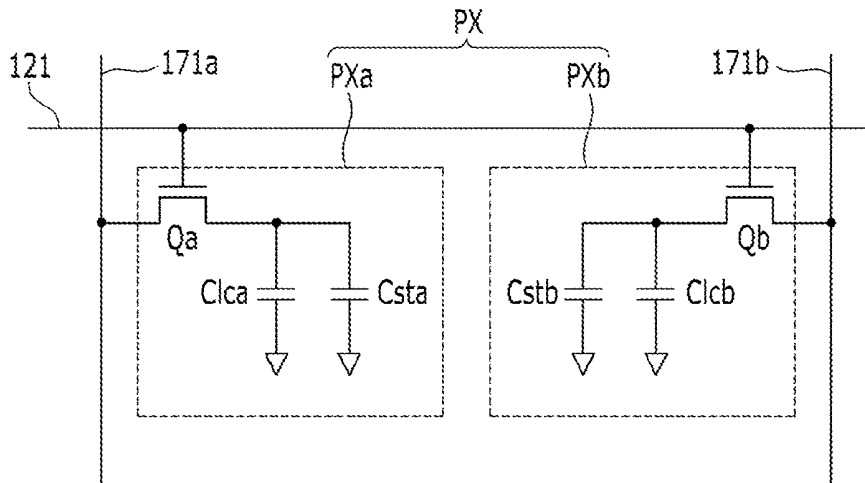 PX
121
171a
PXa
PXb
171b
Qa
Qb
Clca
Csta
Cstb
Clcb